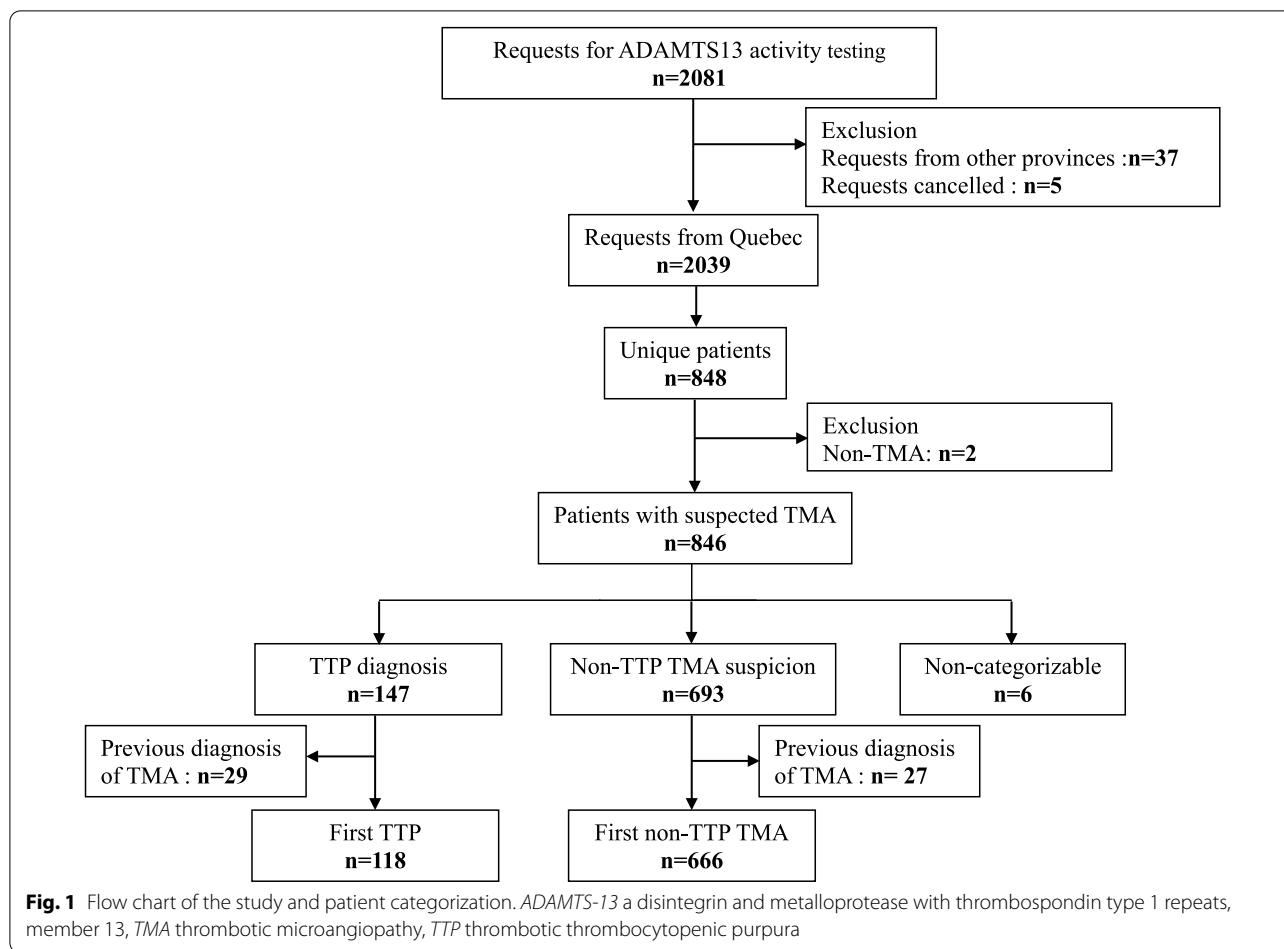 Requests for ADAMTS13 activity testing
n=2081
Exclusion
Requests from other provinces :n=37
Requests cancelled : n=5
Requests from Quebec
n=2039
Unique patients
n=848
Exclusion
Non-TMA: n=2
Patients with suspected TMA
n=846
TTP diagnosis
n=147
Non-TTP TMA suspicion
n=693
Non-categorizable
n=6
Previous diagnosis
of TMA : n=29
Previous diagnosis
of TMA : n= 27
First TTP
n=118
First non-TTP TMA
n=666
Fig. 1 Flow chart of the study and patient categorization. ADAMTS-13 a disintegrin and metalloprotease with thrombospondin type 1 repeats,
member 13, TMA thrombotic microangiopathy, TTP thrombotic thrombocytopenic purpura